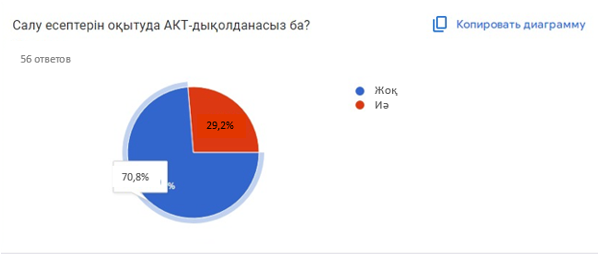 Салу есептерін оқытуда АКТ-дықолданасыз ба?
Копировать диаграмму
56 ответов
Жоқ
Иә
29,2%
70,8%
%